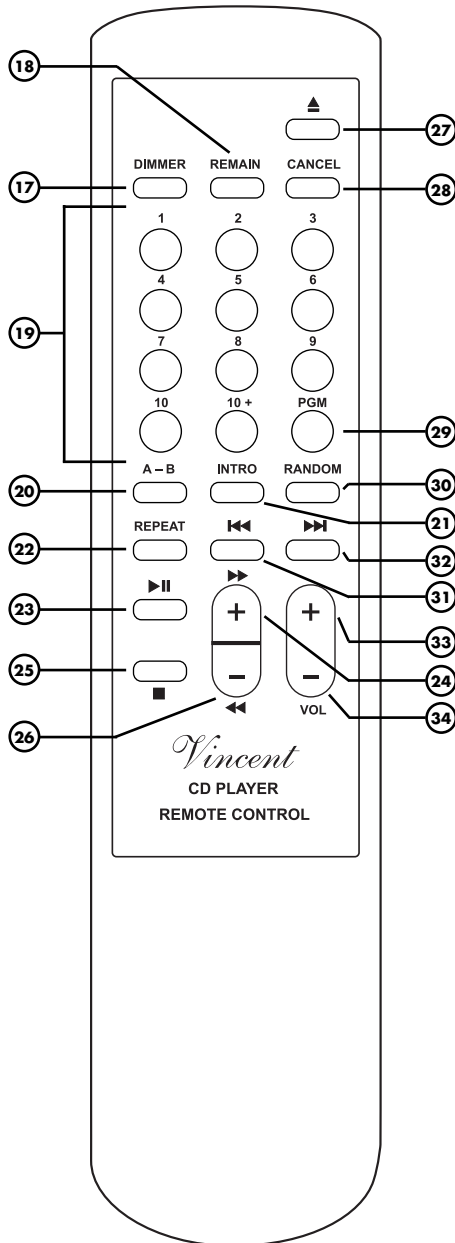 18
27
DIMMER REMAIN CANCEL
17
28
1 2 3
4 5 6
19
7 8 9
10 10 + PGM
29
A – B INTRO RANDOM
20
30
21
REPEAT
22
32
31
23
33
25
24
26
34
VOL
Vincent
CD PLAYER
REMOTE CONTROL